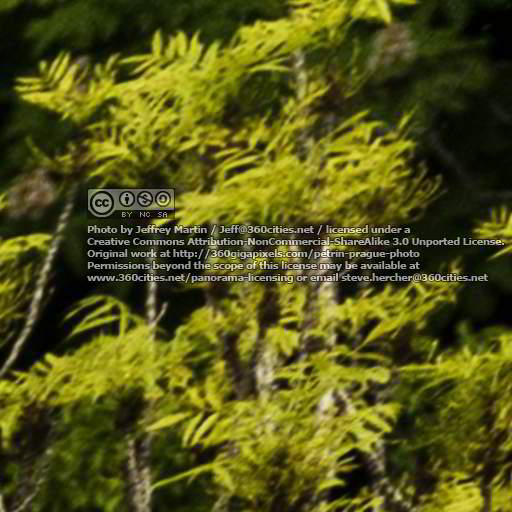 cc
BY NC SA
Photo by Jeffrey Martin / Jeff@360cities.net / licensed under a
Creative Commons Attribution-NonCommercial-ShareAlike 3.0 Unported License.
Original work at http://360gigapixels.com/petrin-prague-photo
Permissions beyond the scope of this license may be available at
www.360cities.net/panorama-licensing or email steve.hercher@360cities.net